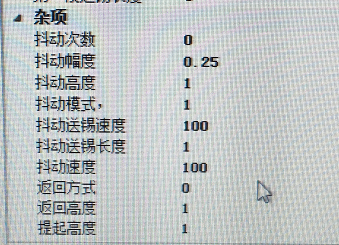 杂项
抖动次数 0
抖动幅度 0.25
抖动高度 1
抖动模式， 1
抖动送锡速度 100
抖动送锡长度 1
抖动速度 100
返回方式 0
返回高度 1
提起高度 1